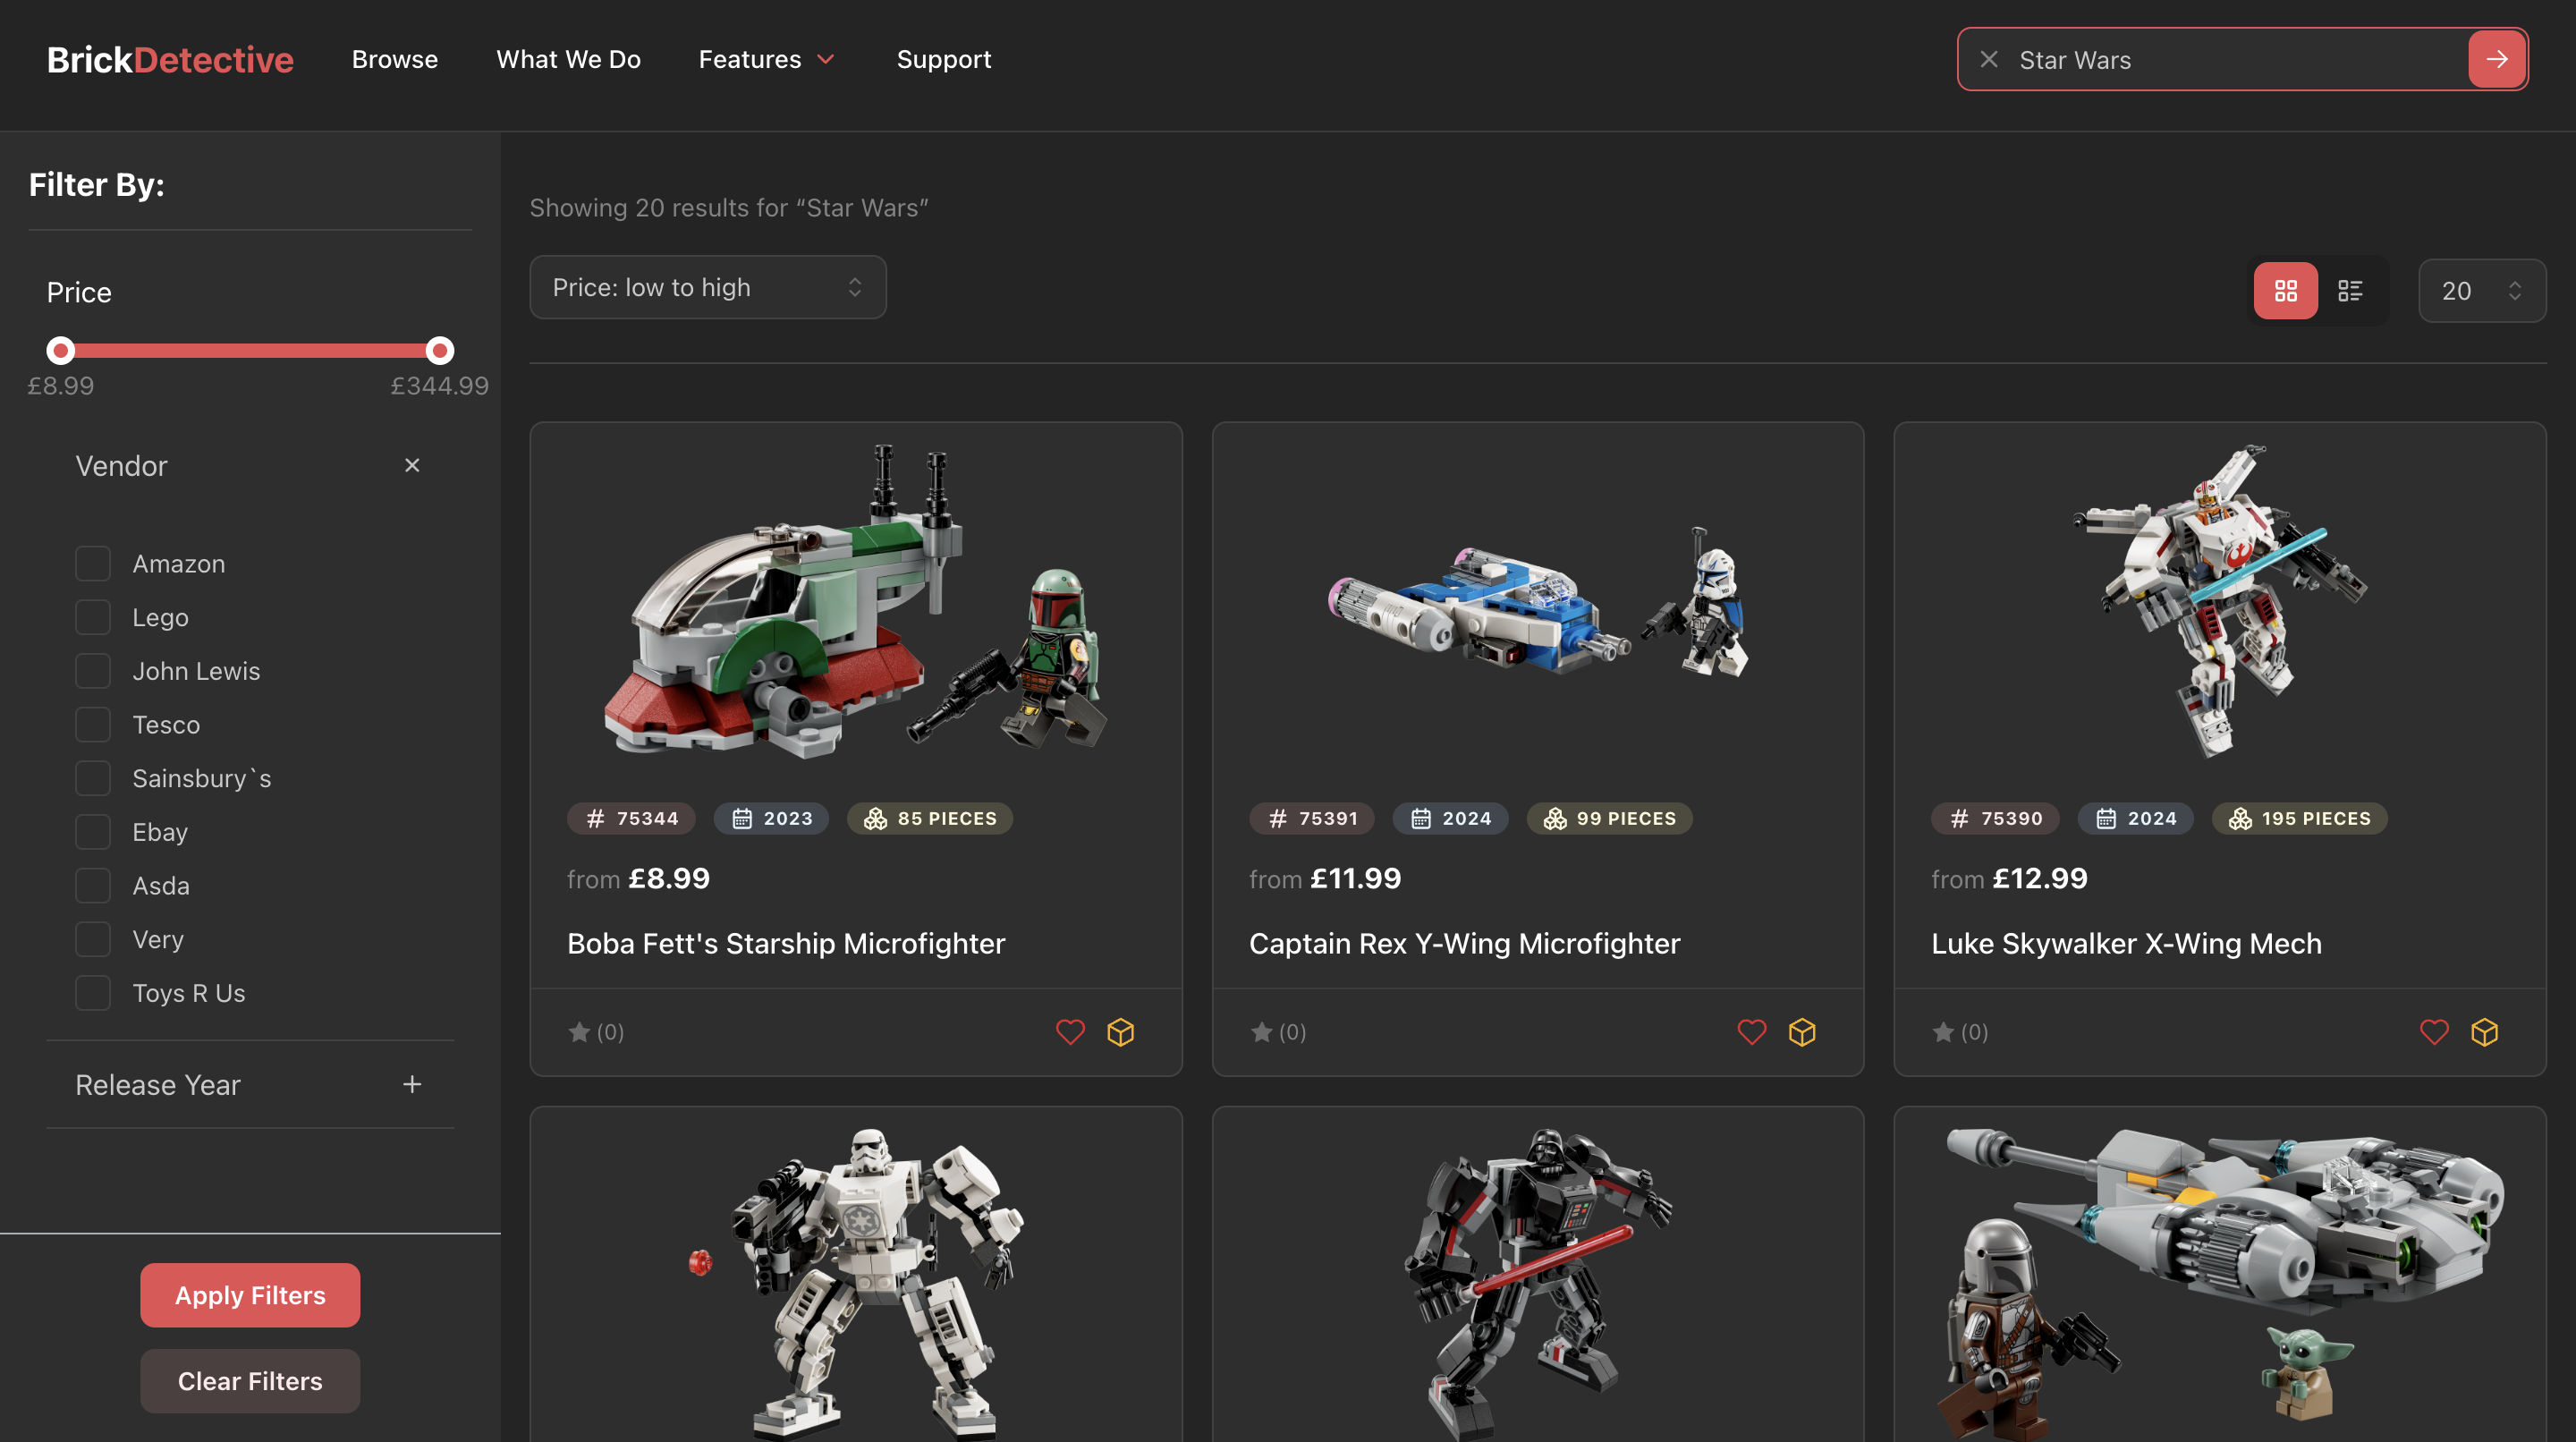 BrickDetective
Browse
What We Do
Features
Support
Star Wars
Filter By:
Price
£8.99
£344.99
Vendor
Amazon
Lego
John Lewis
Tesco
Sainsbury`s
Ebay
Asda
Very
Toys R Us
Release Year
Apply Filters
Clear Filters
Showing 20 results for “Star Wars”
Price: low to high
20
# 75344
2023
85 PIECES
from £8.99
Boba Fett's Starship Microfighter
(0)
# 75391
2024
99 PIECES
from £11.99
Captain Rex Y-Wing Microfighter
(0)
# 75390
2024
195 PIECES
from £12.99
Luke Skywalker X-Wing Mech
(0)